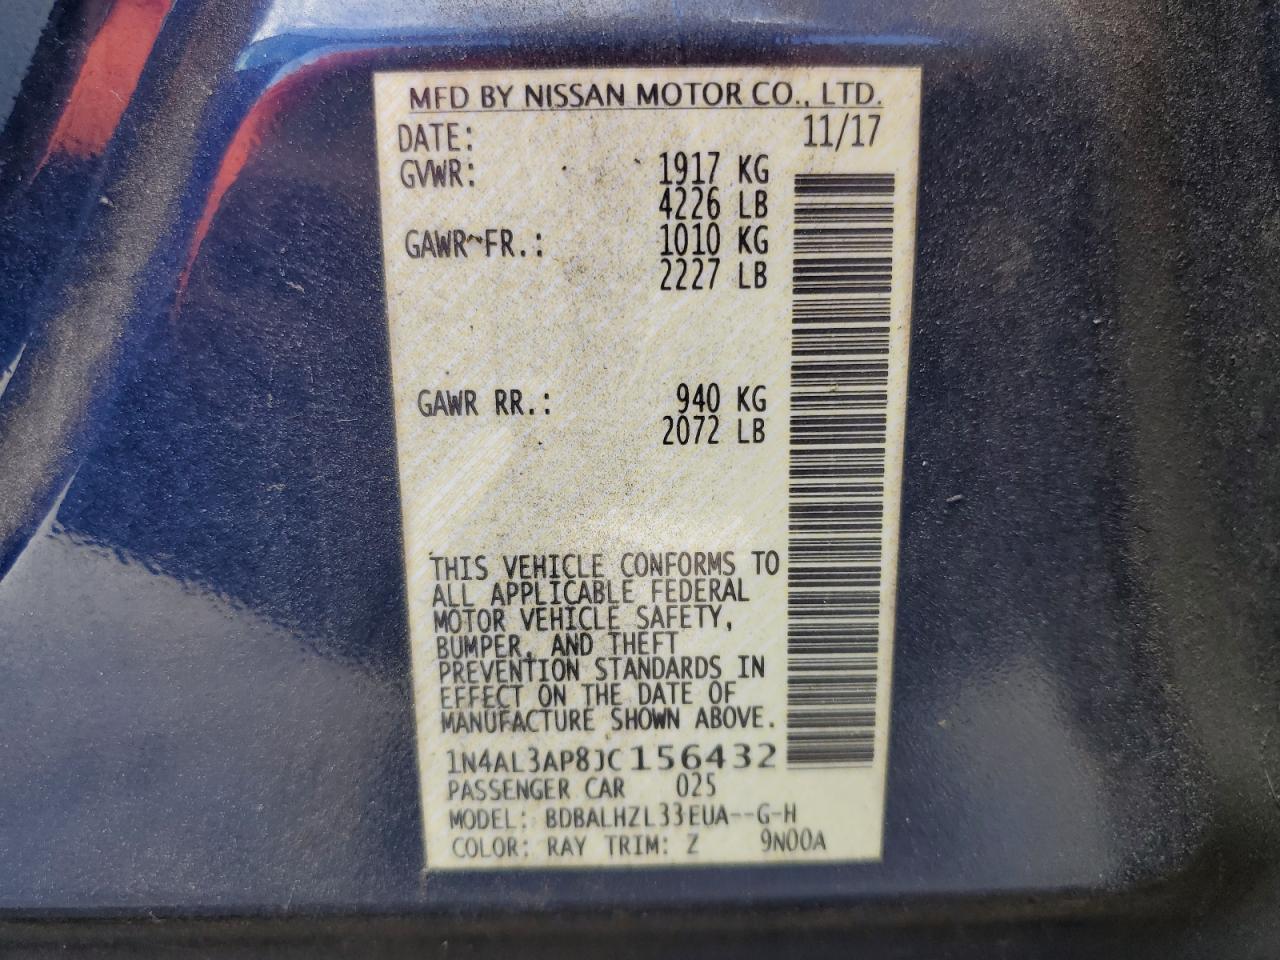 MFD BY NISSAN MOTOR CO., LTD.
DATE: 11/17
GVWR: 1917 KG
4226 LB
GAWR~FR.: 1010 KG
2227 LB
GAWR RR.: 940 KG
2072 LB
THIS VEHICLE CONFORMS TO
ALL APPLICABLE FEDERAL
MOTOR VEHICLE SAFETY,
BUMPER, AND THEFT
PREVENTION STANDARDS IN
EFFECT ON THE DATE OF
MANUFACTURE SHOWN ABOVE.
1N4AL3AP8JC156432
PASSENGER CAR 025
MODEL: BDBALHZL33EUA--G-H
COLOR: RAY TRIM: Z 9N00A